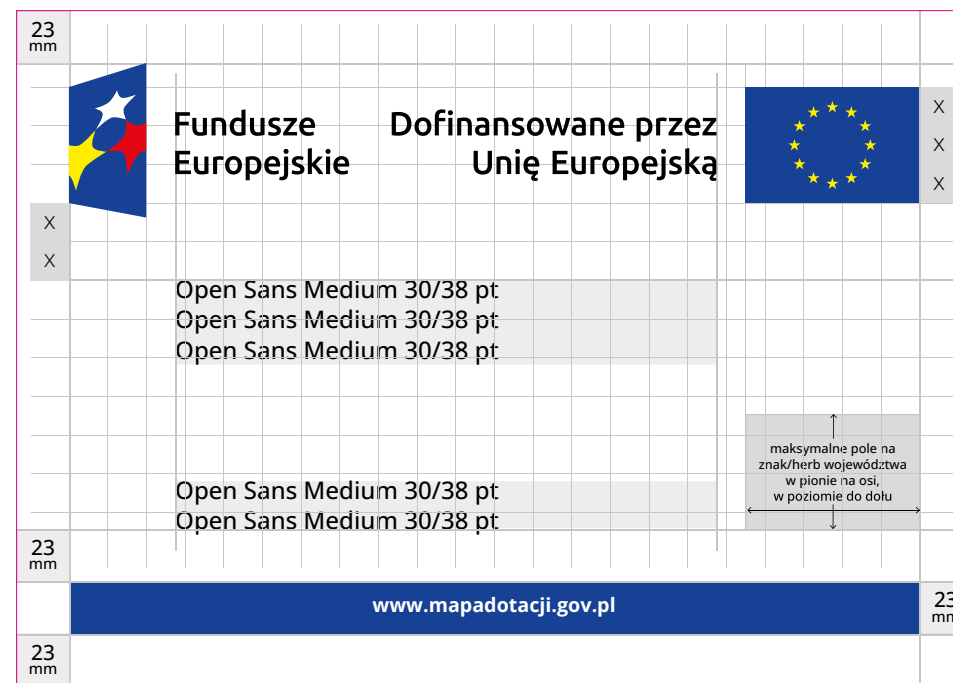 23
mm
Fundusze
Europejskie
Dofinansowane przez
Unię Europejską
X
X
X
X
X
Open Sans Medium 30/38 pt
Open Sans Medium 30/38 pt
Open Sans Medium 30/38 pt
maksymalne pole na
znak/herb województwa
w pionie na osi,
w poziomie do dołu
Open Sans Medium 30/38 pt
Open Sans Medium 30/38 pt
23
mm
www.mapadotacji.gov.pl
23
mm
23
mm